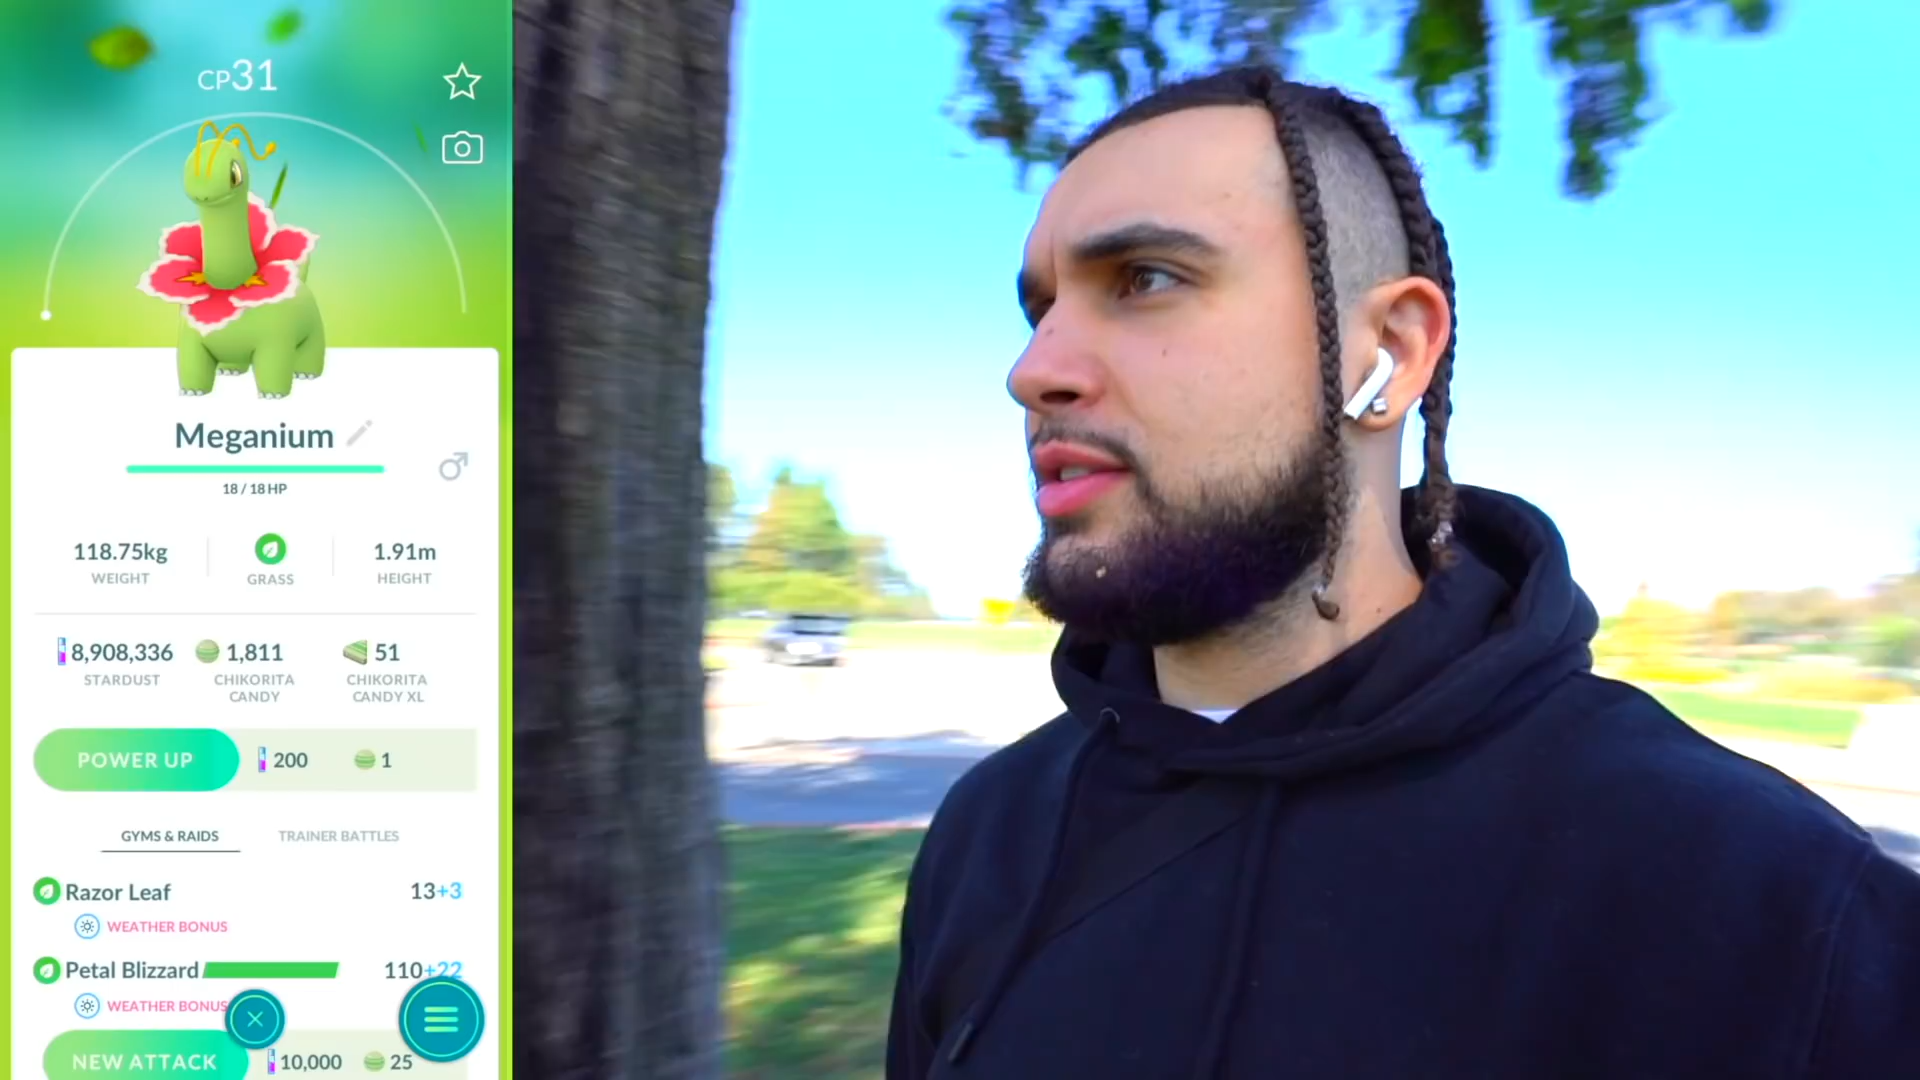 CP31
Meganium
18 / 18 HP
118.75kg
WEIGHT
GRASS
1.91m
HEIGHT
8,908,336
STARDUST
1,811
CHIKORITA
CANDY
51
CHIKORITA
CANDY XL
POWER UP
200
1
GYMS & RAIDS
TRAINER BATTLES
Razor Leaf
13+3
WEATHER BONUS
Petal Blizzard
110+22
WEATHER BONUS
NEW ATTACK
10,000
25